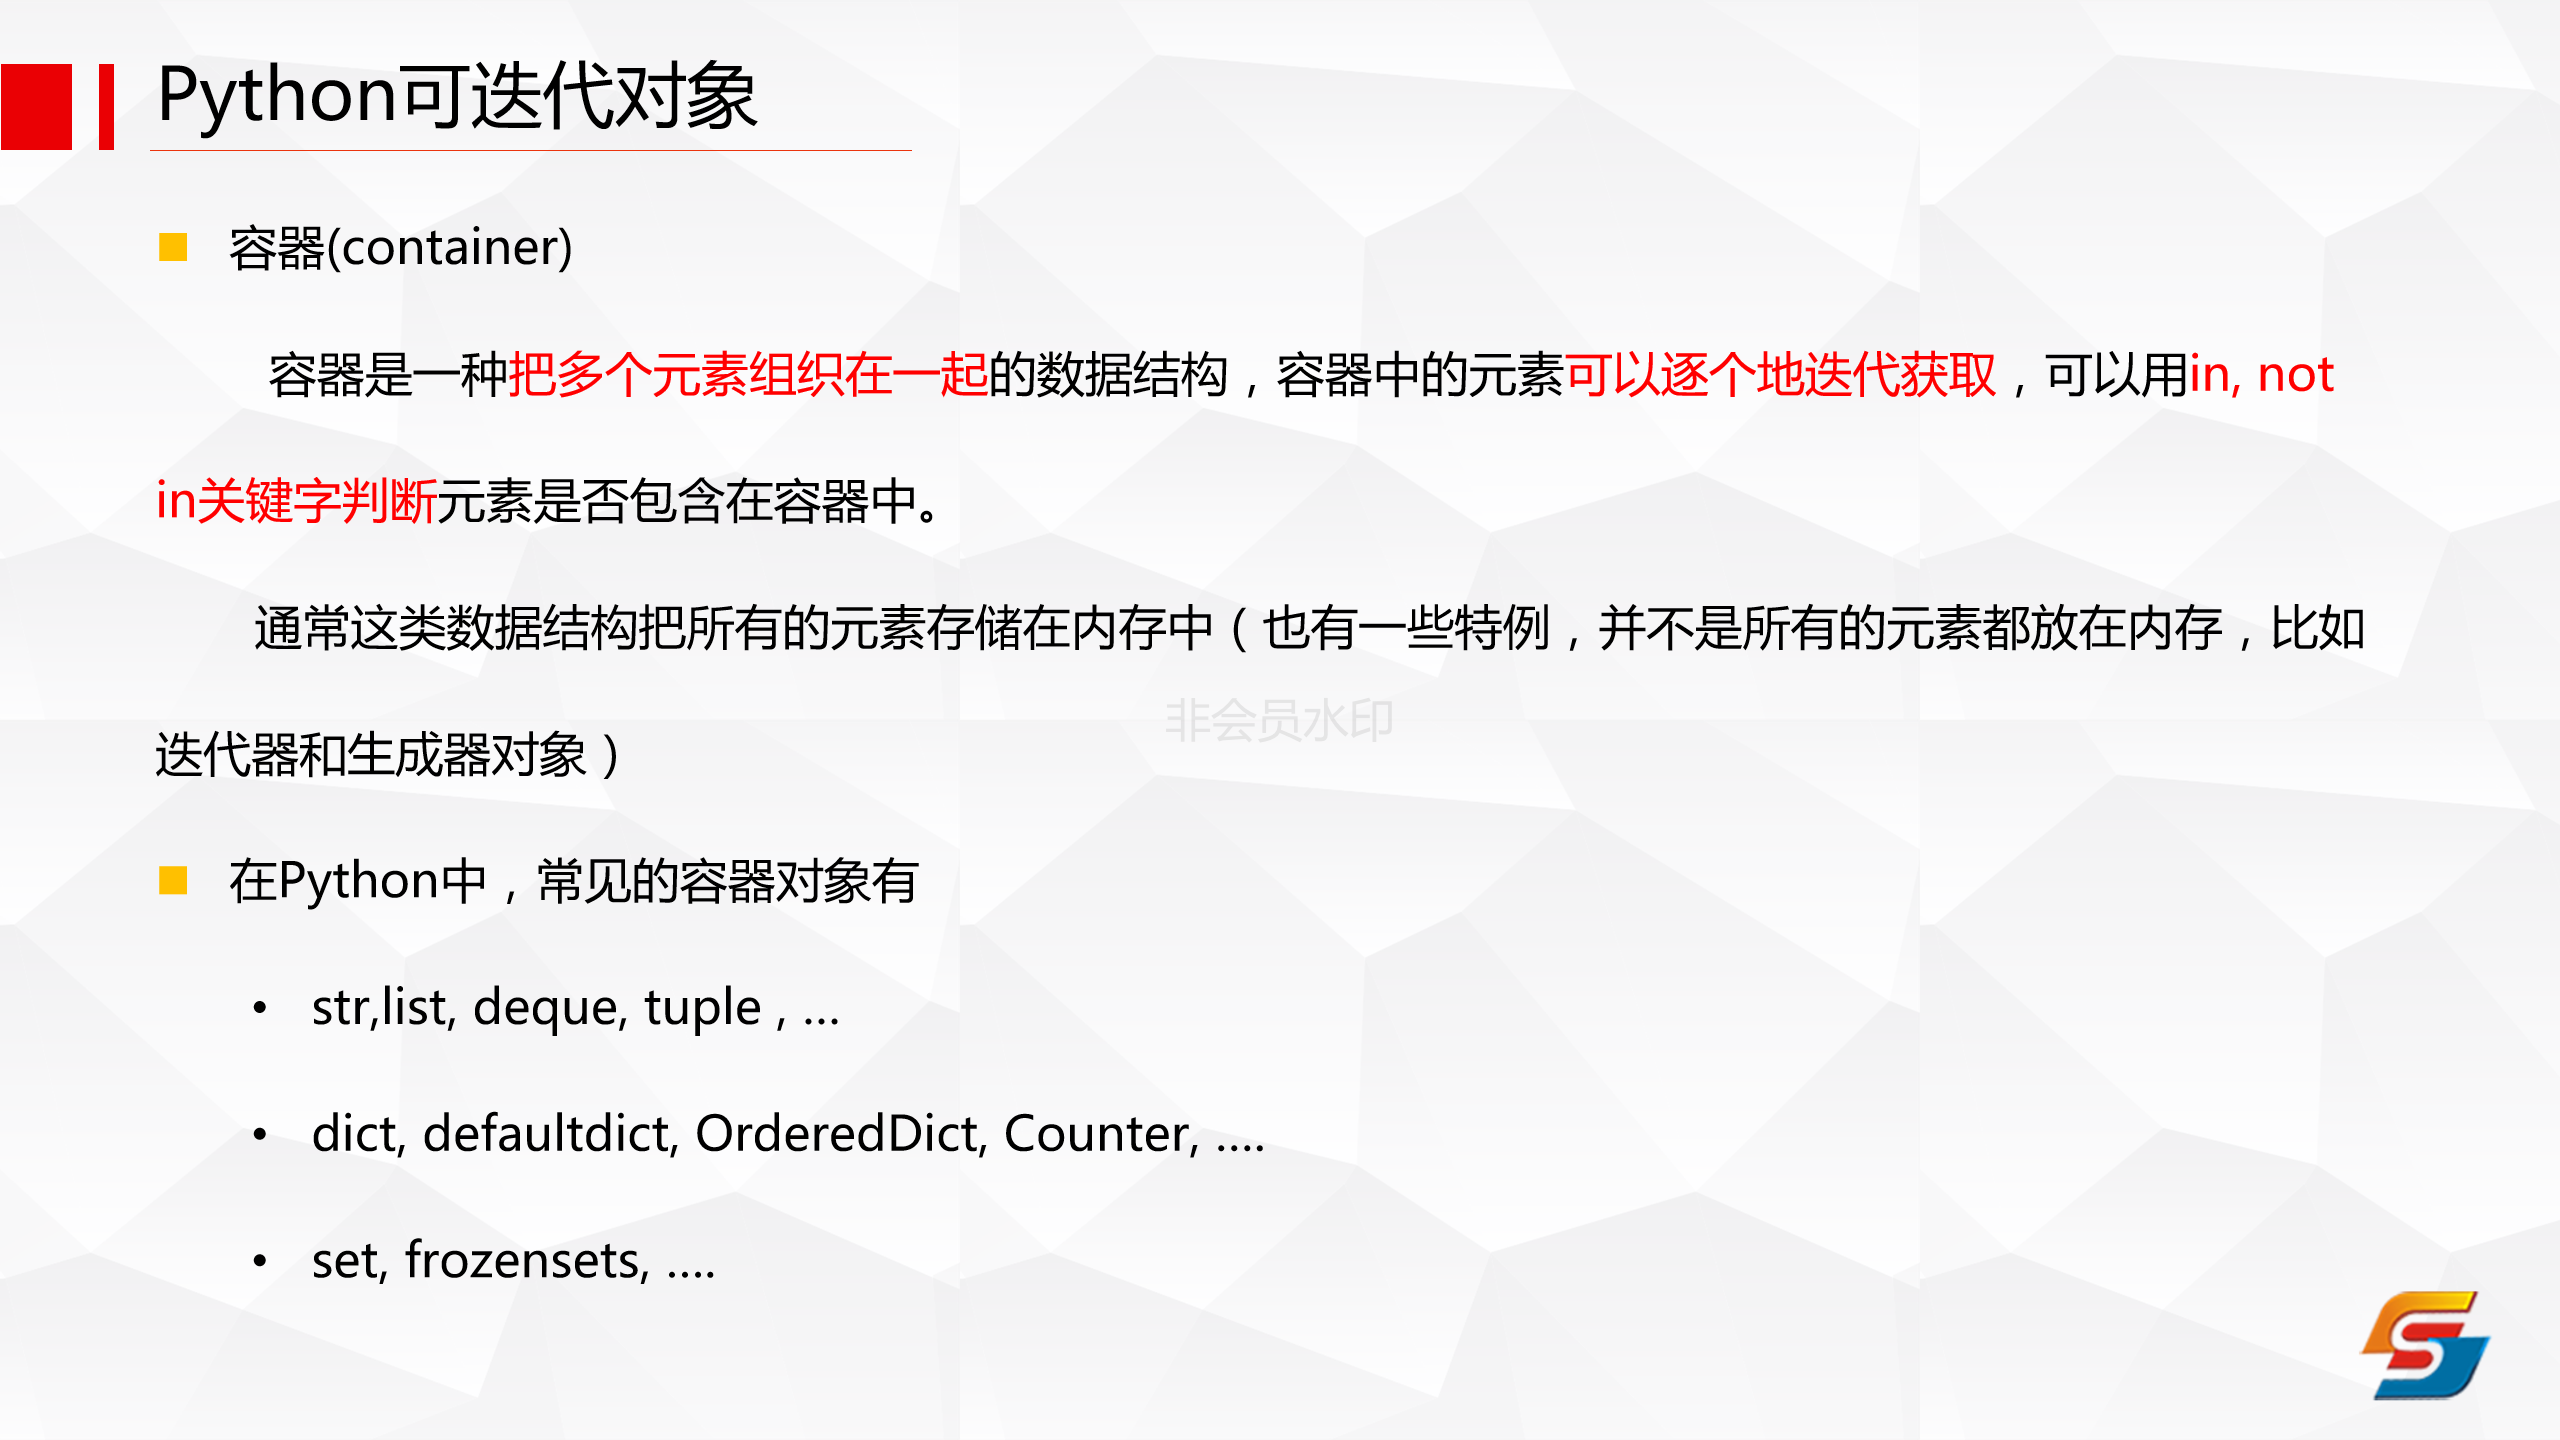 Python可迭代对象
容器(container)
容器是一种把多个元素组织在一起的数据结构，容器中的元素可以逐个地迭代获取，可以用in, not
in关键字判断元素是否包含在容器中。
通常这类数据结构把所有的元素存储在内存中（也有一些特例，并不是所有的元素都放在内存，比如
非会员水印
迭代器和生成器对象）
在Python中，常见的容器对象有
• str,list, deque, tuple , …
• dict, defaultdict, OrderedDict, Counter, ….
• set, frozensets, ….